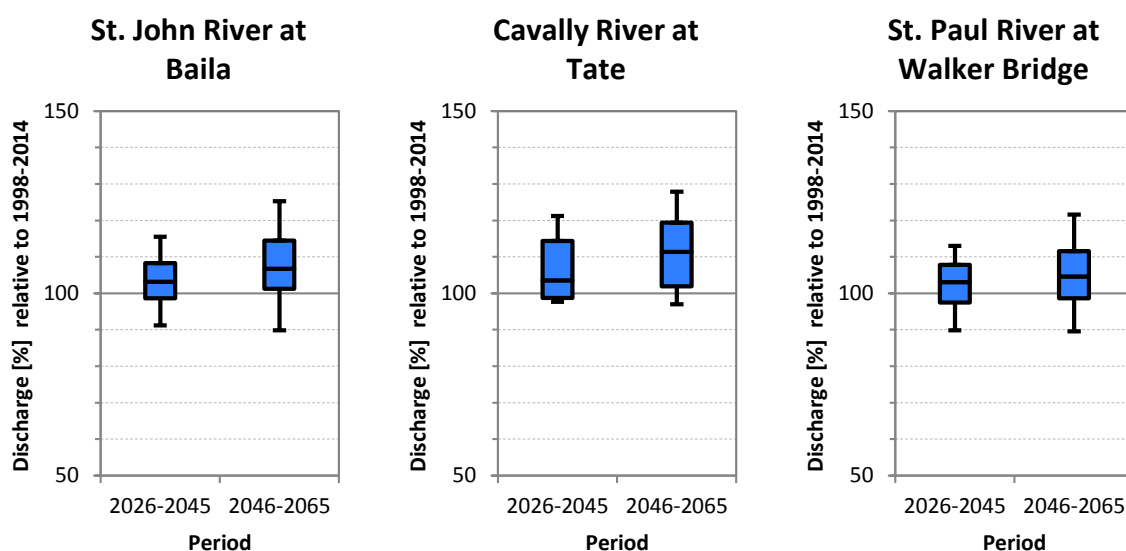 St. John River at
Baila
Discharge [%] relative to 1998-2014
150
100
50
2026-2045 2046-2065
Period
Cavally River at
Tate
Discharge [%] relative to 1998-2014
150
100
50
2026-2045 2046-2065
Period
St. Paul River at
Walker Bridge
Discharge [%] relative to 1998-2014
150
100
50
2026-2045 2046-2065
Period